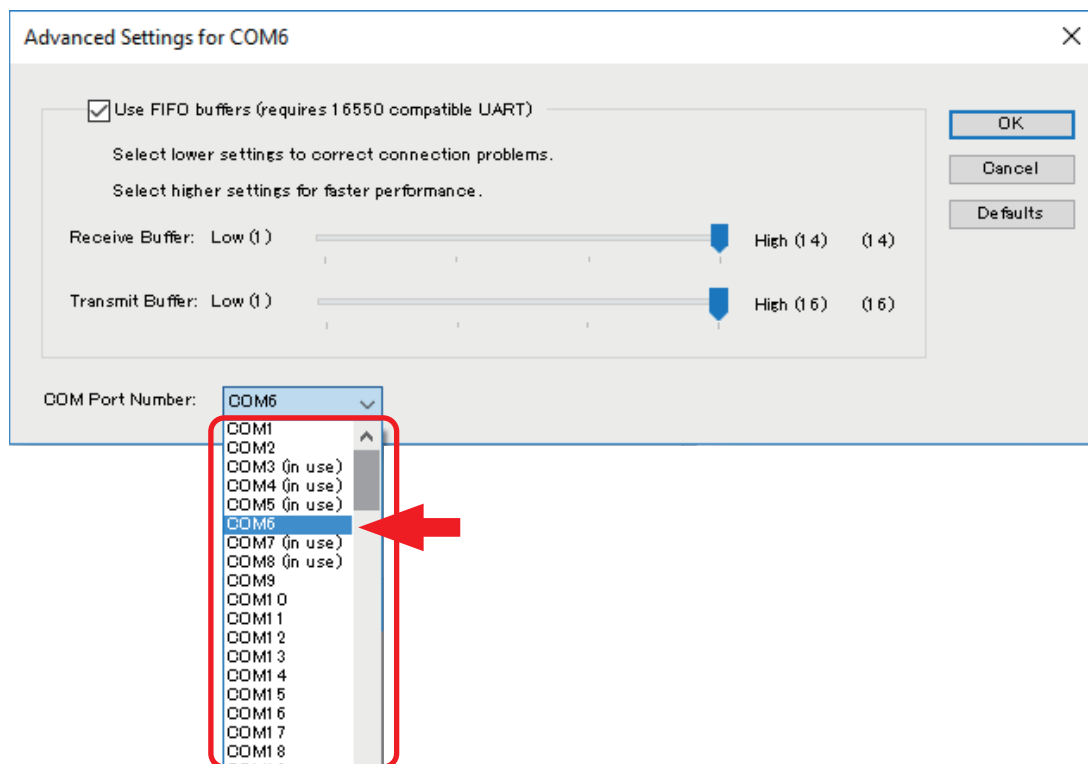 Advanced Settings for COM6
Use FIFO buffers (requires 16550 compatible UART)
OK
Select lower settings to correct connection problems.
Cancel
Select higher settings for faster performance.
Defaults
Receive Buffer: Low (1) High (14) (14)
Transmit Buffer: Low (1) High (16) (16)
COM Port Number: COM6
COM1
COM2
COM3 (in use)
COM4 (in use)
COM5 (in use)
COM6
COM7 (in use)
COM8 (in use)
COM9
COM10
COM11
COM12
COM13
COM14
COM15
COM16
COM17
COM18